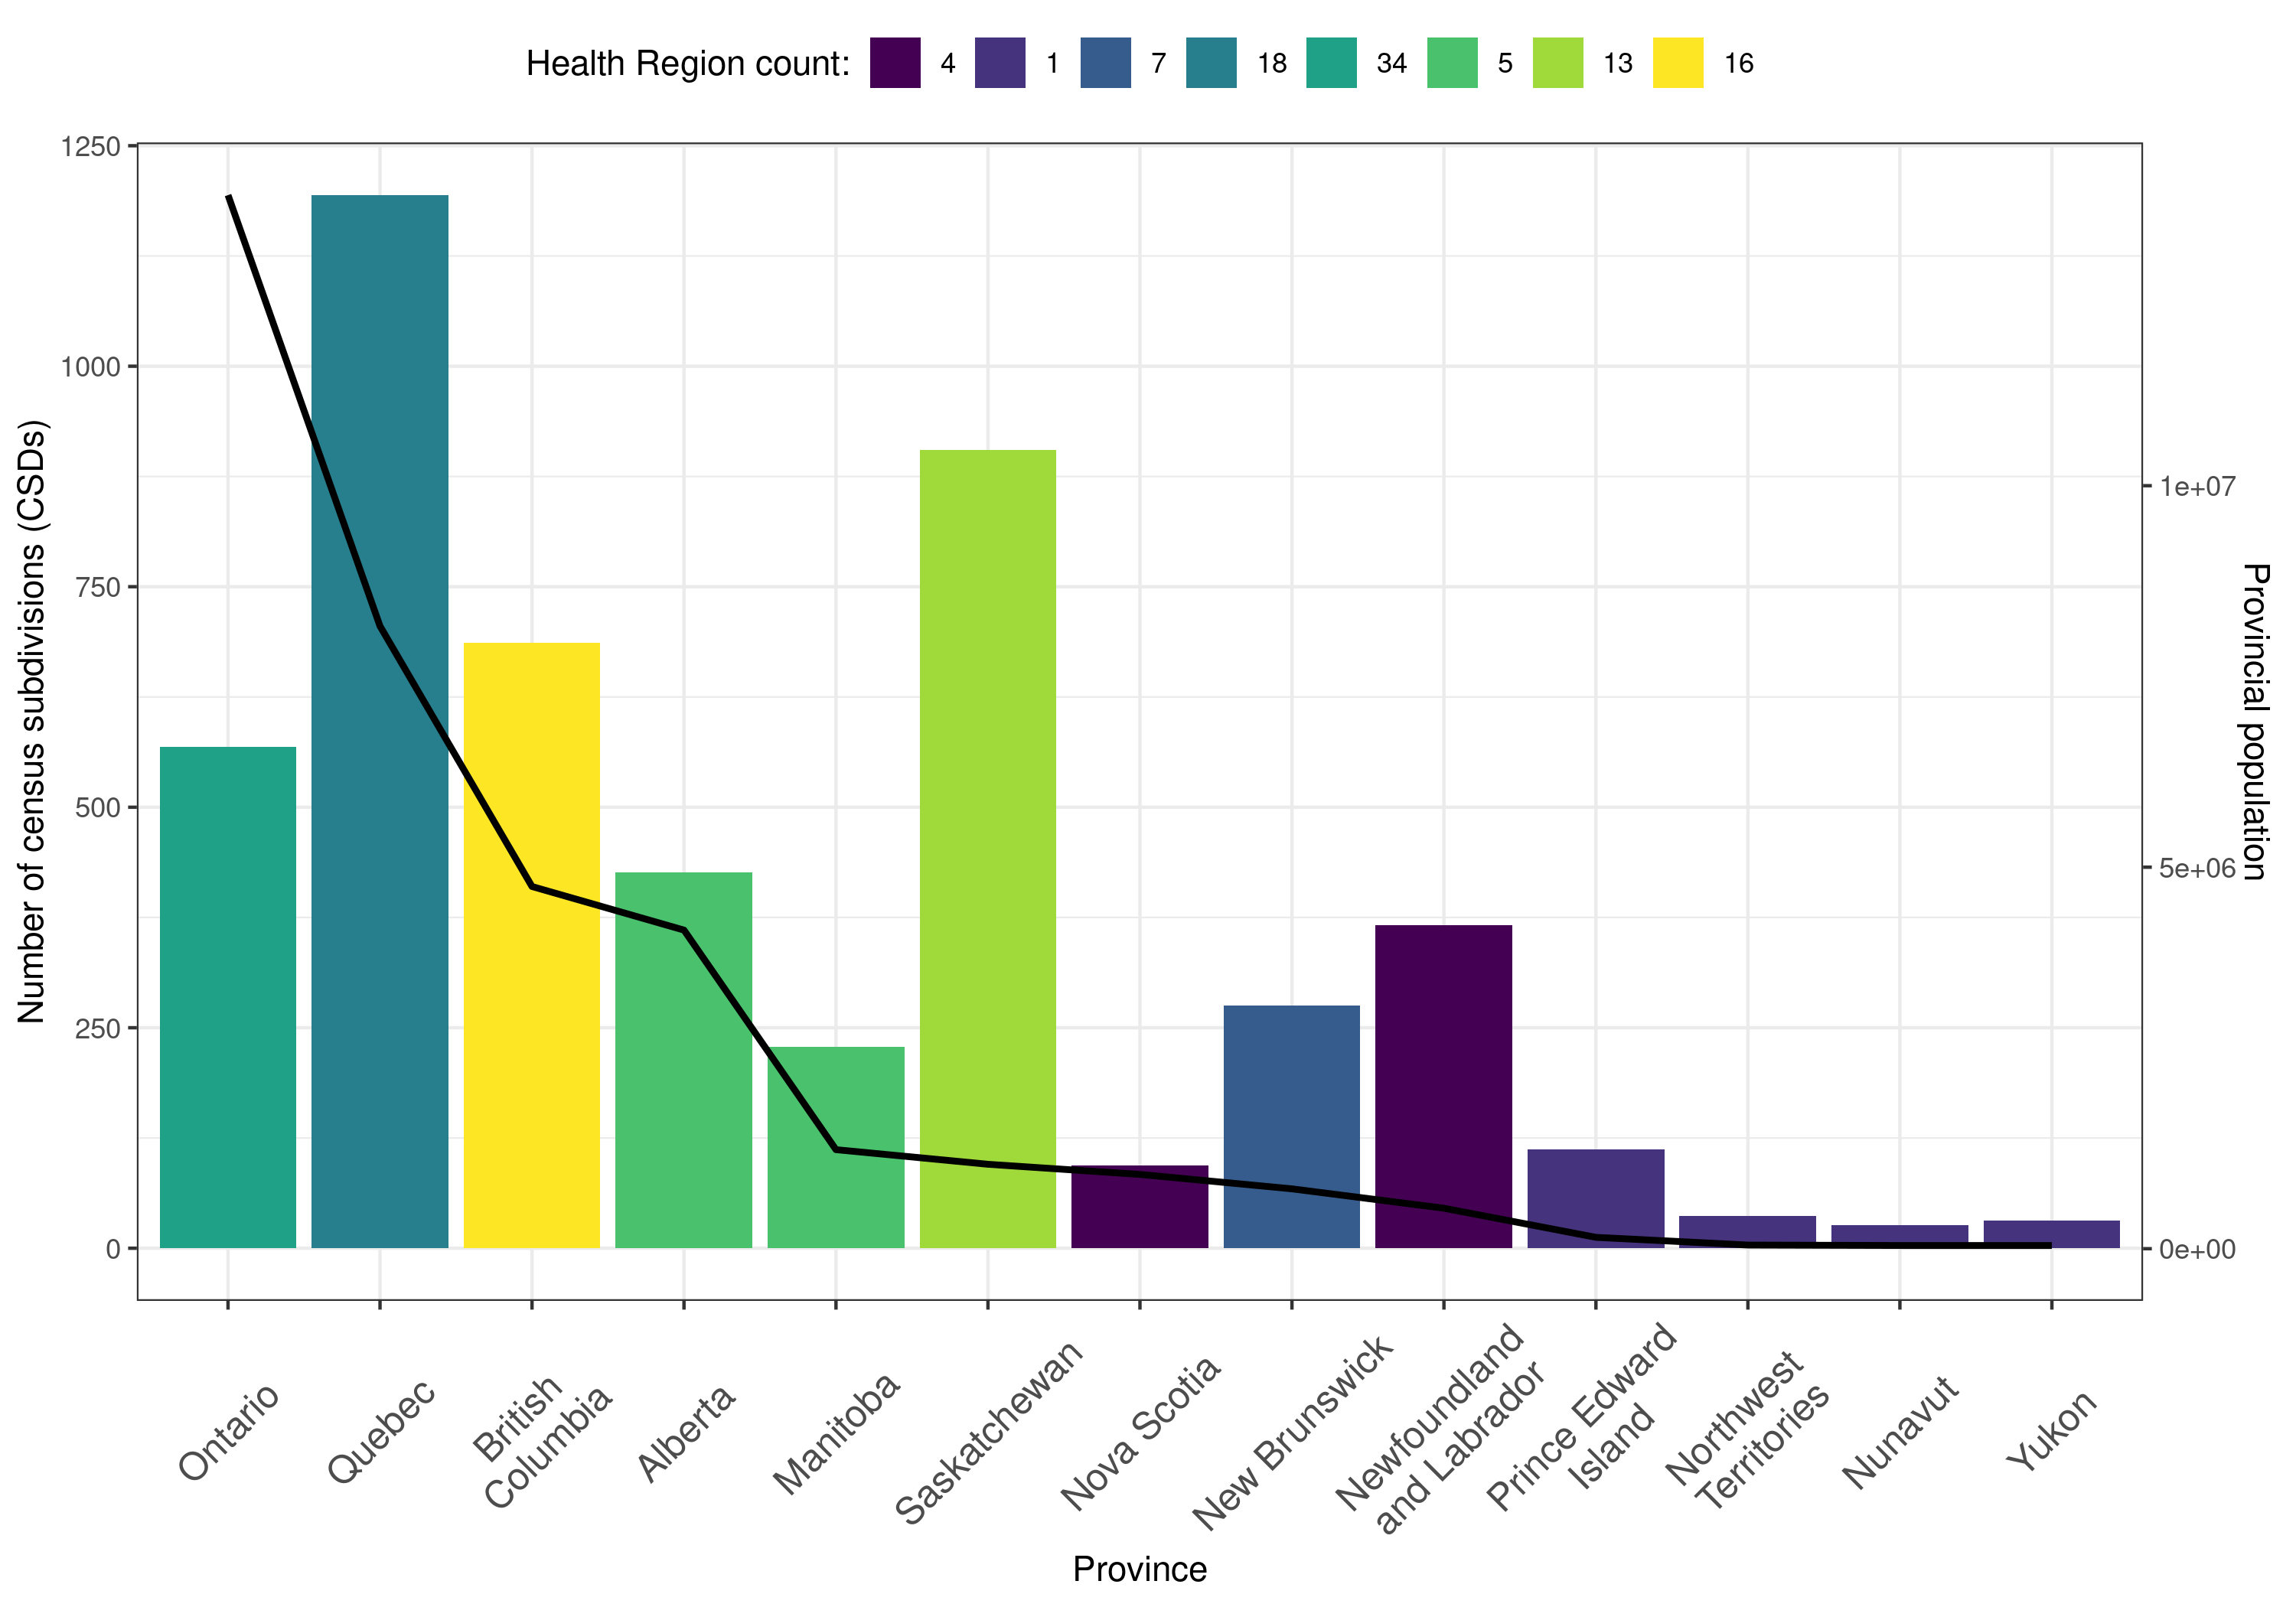 Health Region count: 4 1 7 18 34 5 13 16
1250
1000
750
500
250
0
Number of census subdivisions (CSDs)
1e+07
5e+06
0e+00
Provincial population
Ontario
Quebec
British
Columbia
Alberta
Manitoba
Saskatchewan
Nova Scotia
New Brunswick
Newfoundland
and Labrador
Prince Edward
Island
Northwest
Territories
Nunavut
Yukon
Province